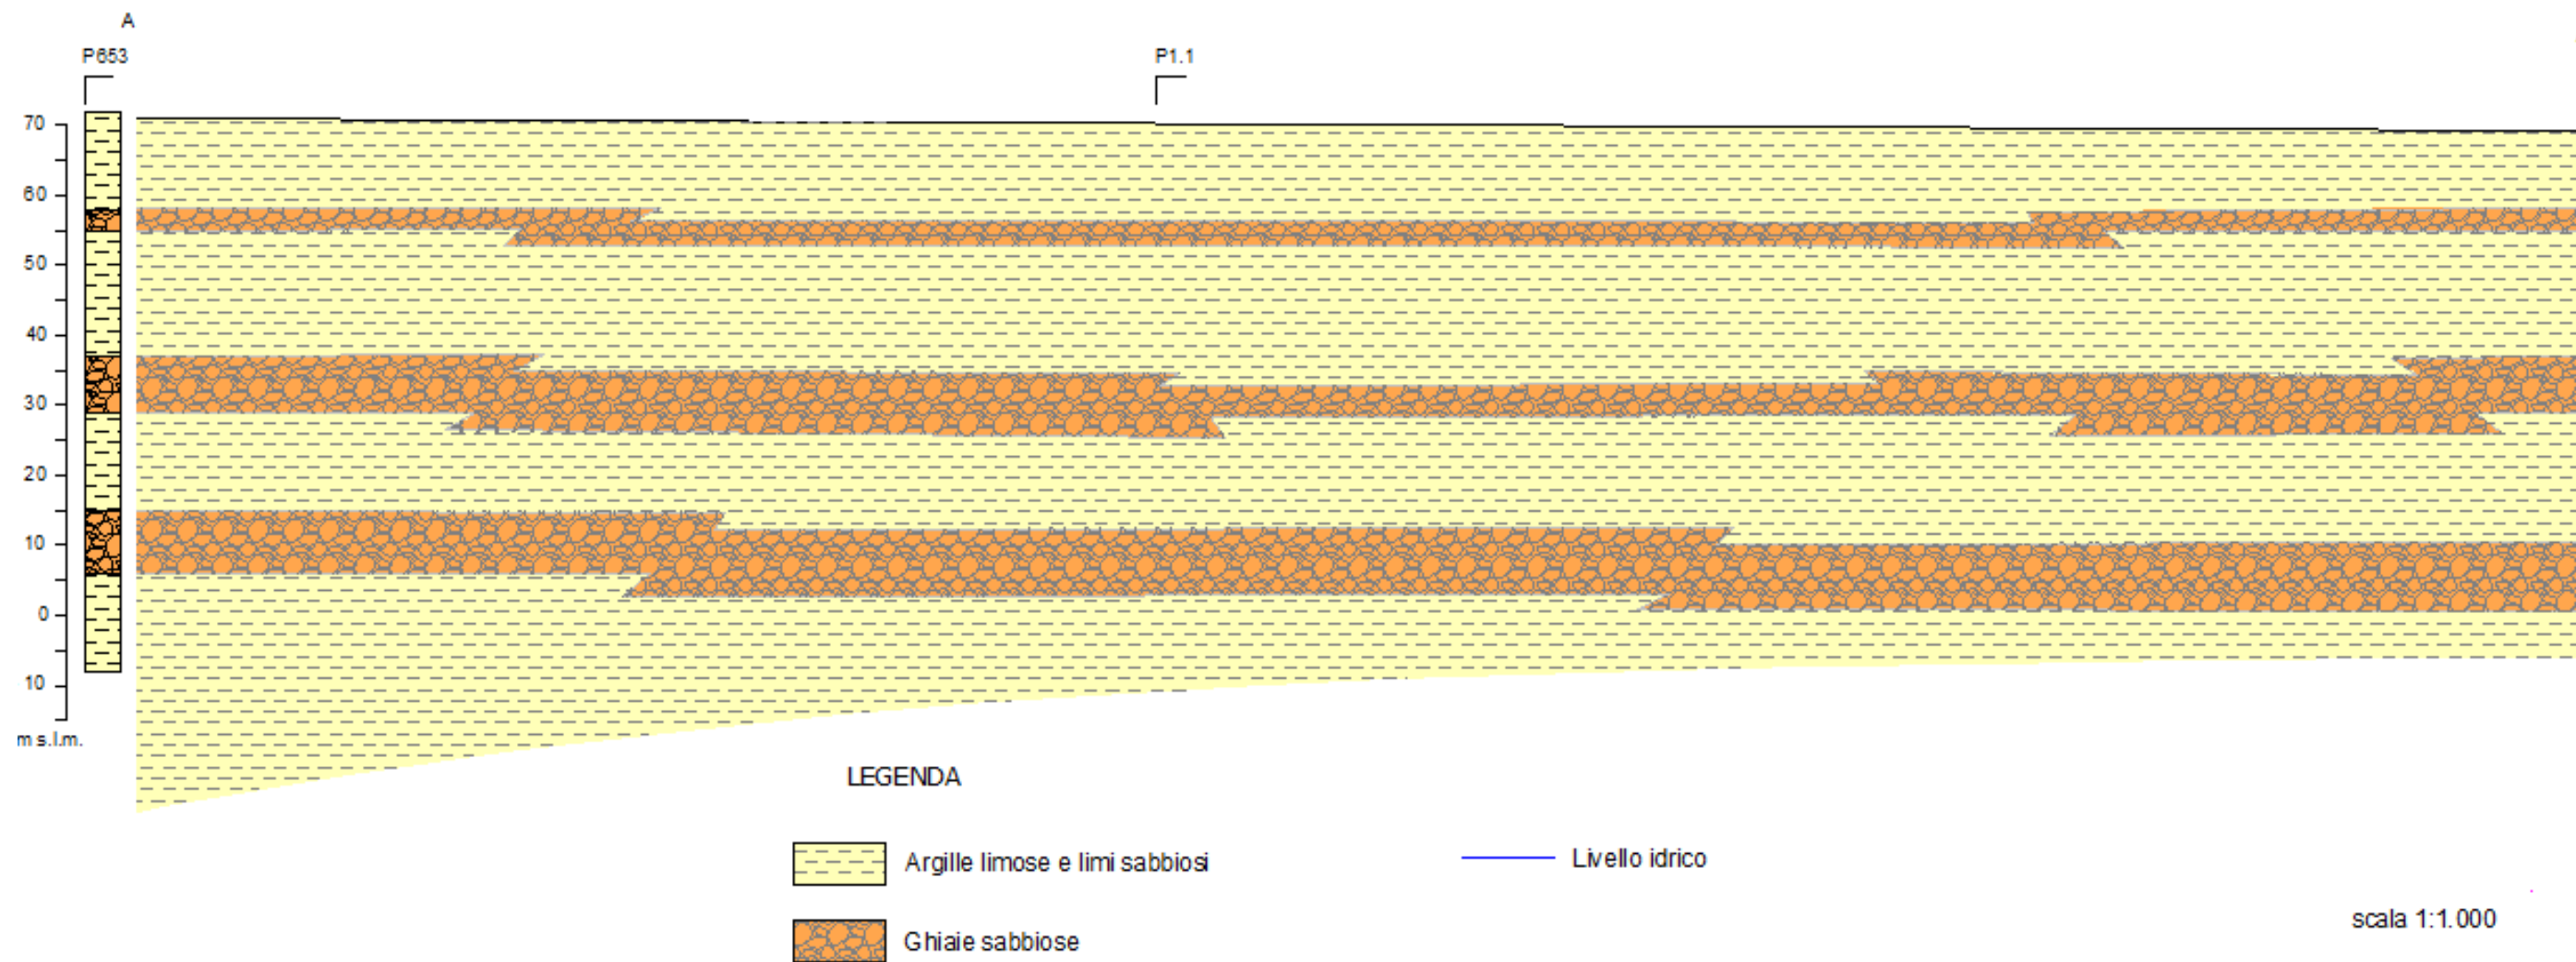 A
P653
P1.1
70
60
50
40
30
20
10
0
10
m s.l.m.
LEGENDA
Argille limose e limi sabbiosi
Livello idrico
Ghiaie sabbiose
scala 1:1.000